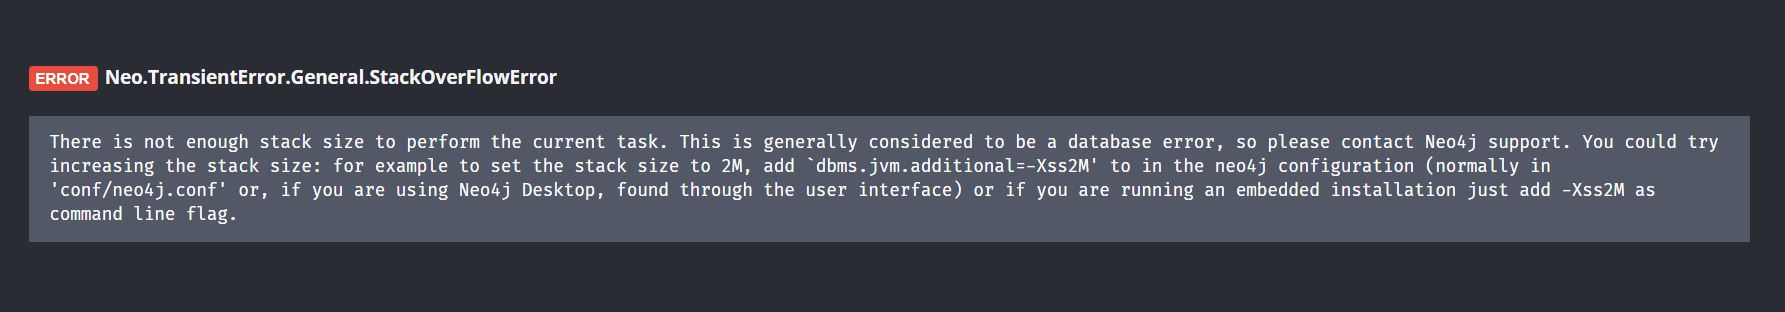 ERROR Neo.TransientError.General.StackOverFlowError
There is not enough stack size to perform the current task. This is generally considered to be a database error, so please contact Neo4j support. You could try
increasing the stack size: for example to set the stack size to 2M, add `dbms.jvm.additional=-Xss2M' to in the neo4j configuration (normally in
'conf/neo4j.conf' or, if you are using Neo4j Desktop, found through the user interface) or if you are running an embedded installation just add -Xss2M as
command line flag.